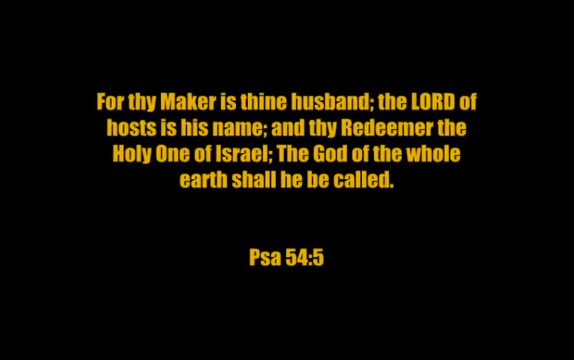 For thy Maker is thine husband; the LORD of
hosts is his name; and thy Redeemer the
Holy One of Israel; The God of the whole
earth shall he be called.
Psa 54:5